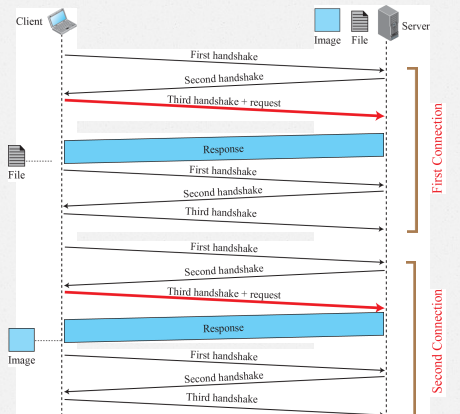 Client
Image
File
Server
First handshake
Second handshake
Third handshake + request
Response
File
First handshake
Second handshake
Third handshake
First Connection
First handshake
Second handshake
Third handshake + request
Response
Image
First handshake
Second handshake
Third handshake
Second Connection